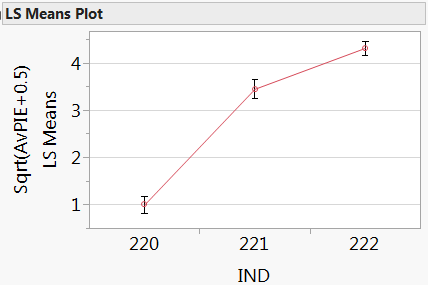 LS Means Plot
Sqrt(AvPIE+0.5)
LS Means
4
3
2
1
220 221 222
IND